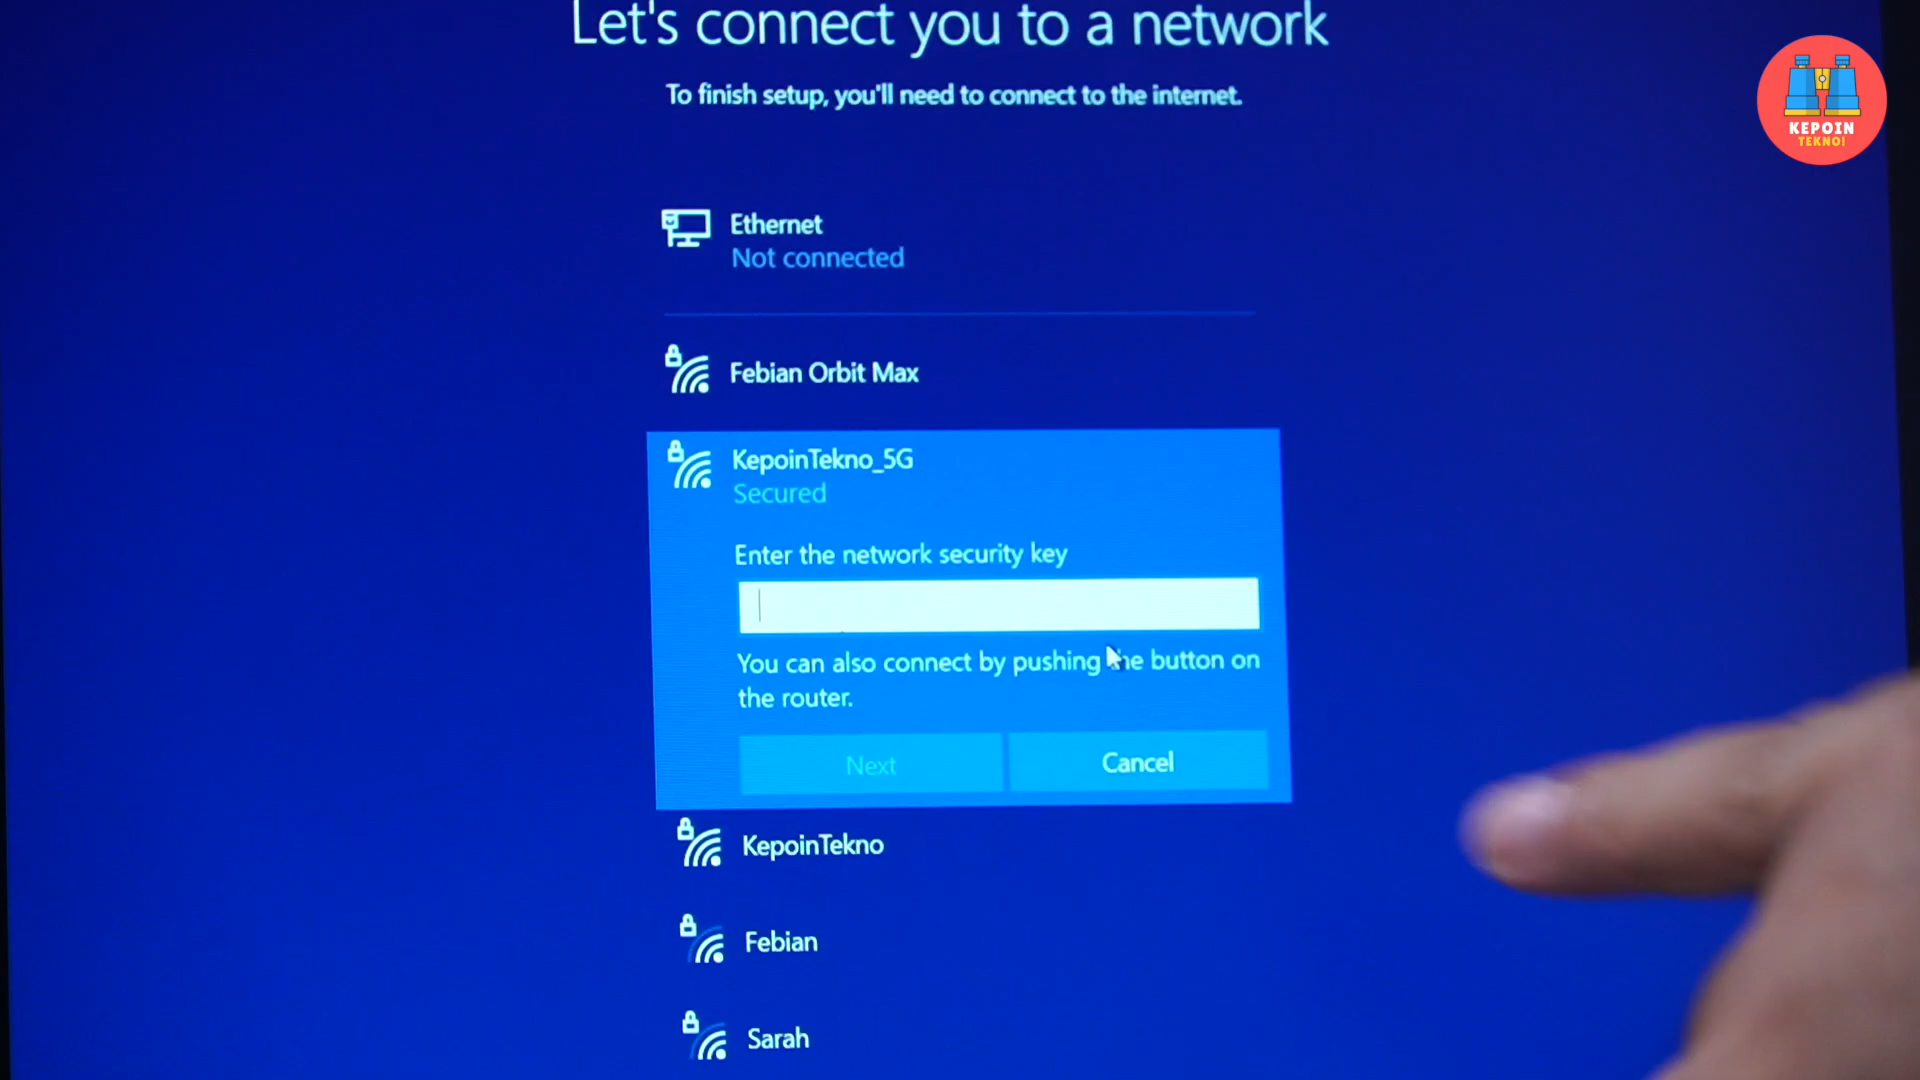 Let's connect you to a network
To finish setup, you'll need to connect to the internet.
KEPOIN
TEKNO!
Ethernet
Not connected
Febian Orbit Max
KepoinTekno_5G
Secured
Enter the network security key
You can also connect by pushing the button on
the router.
Next
Cancel
KepoinTekno
Febian
Sarah